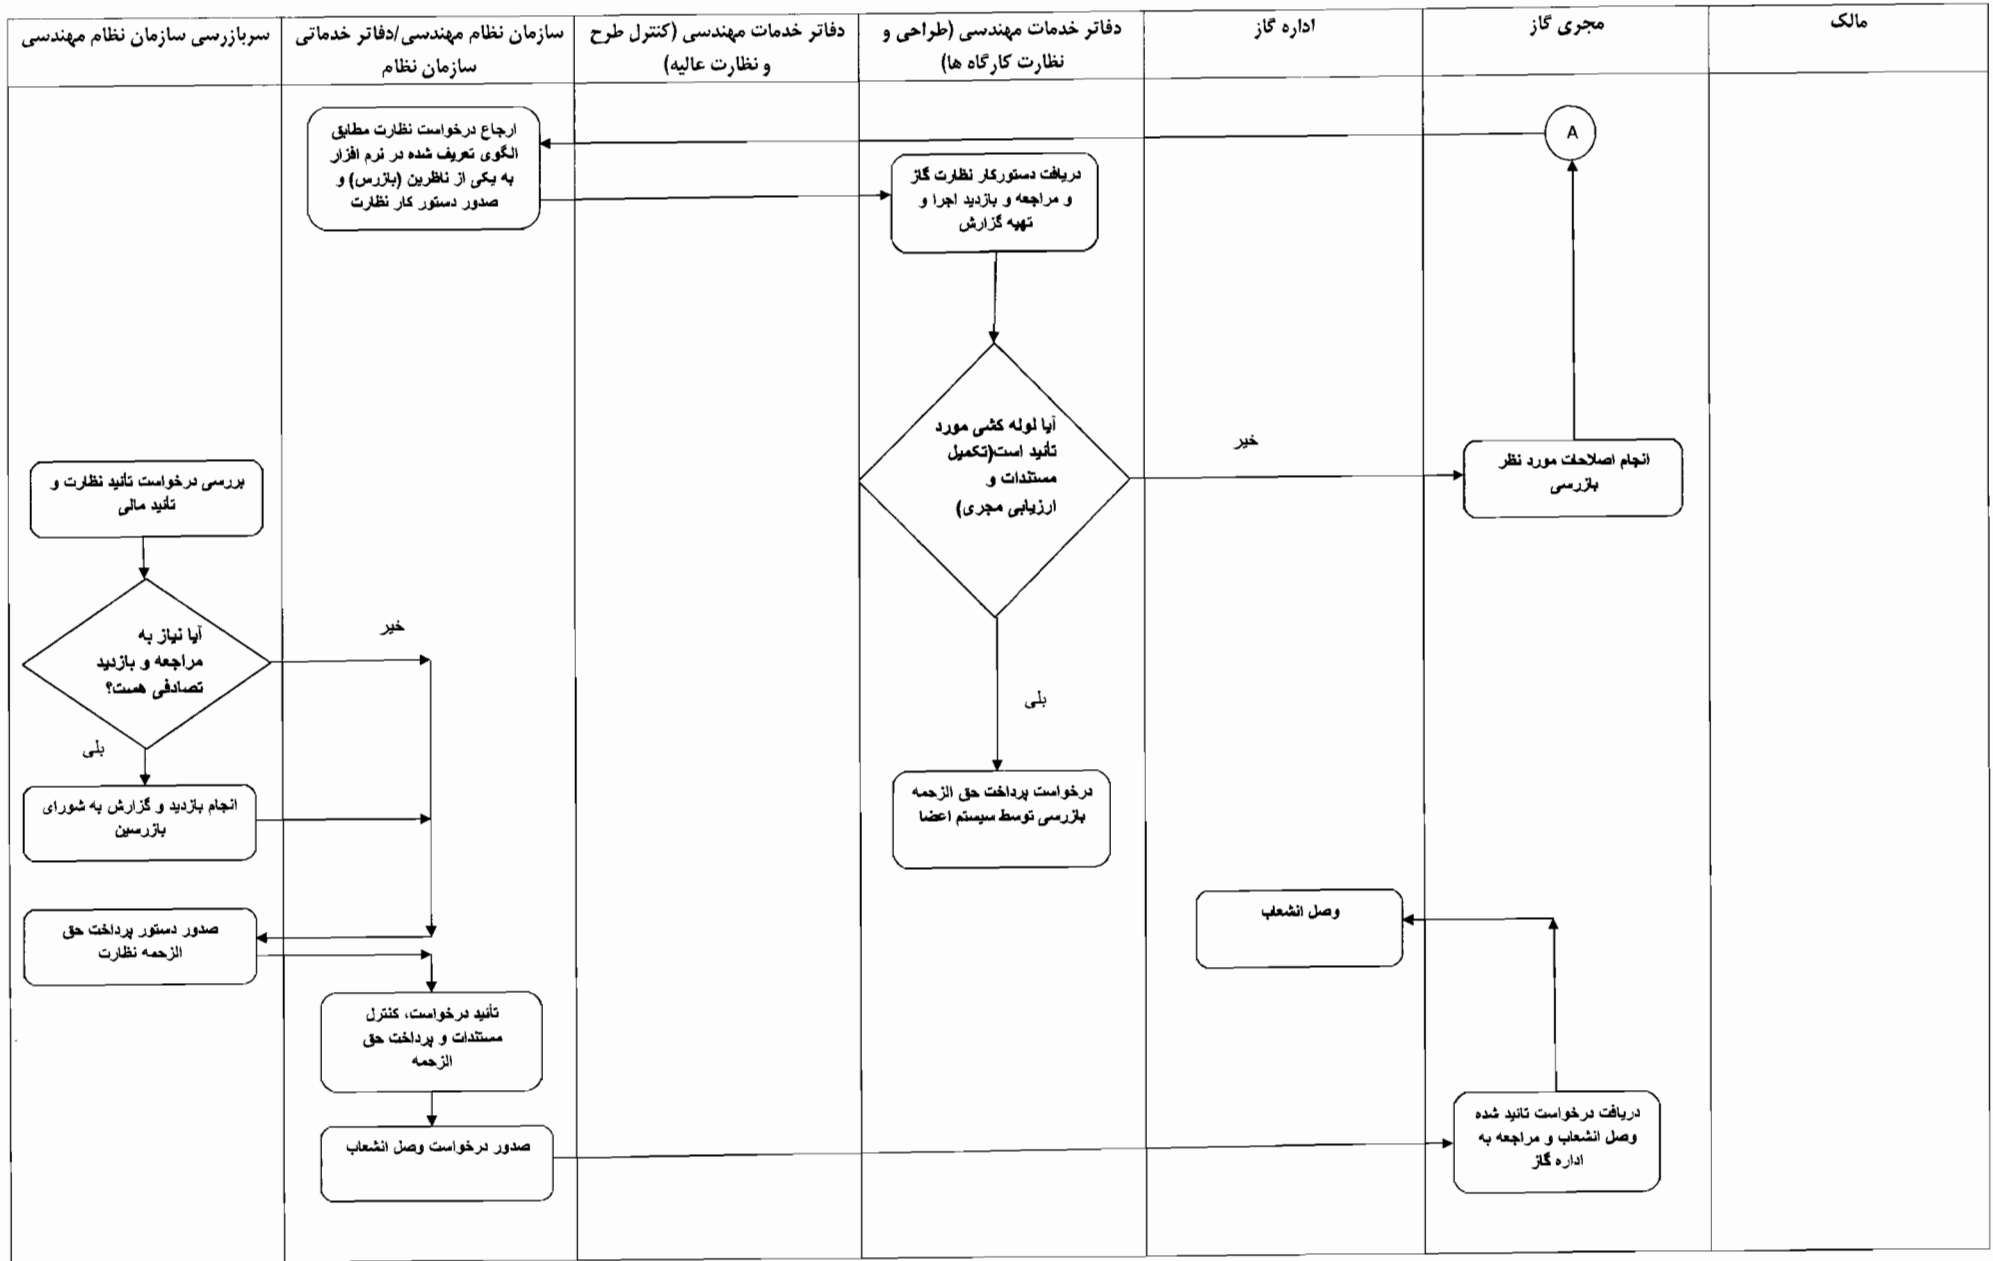 مالک
مجری گاز
اداره گاز
دفاتر خدمات مهندسی (طراحی و
نظارت کارگاه ها)
دفاتر خدمات مهندسی (کنترل طرح
و نظارت عالیه)
سازمان نظام مهندسی/دفاتر خدماتی
سازمان نظام
سربازرسی سازمان نظام مهندسی
A
ارجاع درخواست نظارت مطابق
الگوی تعریف شده در نرم افزار
به یکی از ناظرین (بازرس) و
صدور دستور کار نظارت
دریافت دستورکار نظارت گاز
و مراجعه و بازدید اجرا و
تهیه گزارش
آیا لوله کشی مورد
تأئید است(تکمیل
مستندات و
ارزیابی مجری)
خیر
انجام اصلاحات مورد نظر
بازرسی
بلی
درخواست پرداخت حق الزحمه
بازرسی توسط سیستم اعضا
بررسی درخواست تأئید نظارت و
تأئید مالی
آیا نیاز به
مراجعه و بازدید
تصادفی هست؟
خیر
بلی
انجام بازدید و گزارش به شورای
بازرسین
صدور دستور پرداخت حق
الزحمه نظارت
تأئید درخواست، کنترل
مستندات و پرداخت حق
الزحمه
صدور درخواست وصل انشعاب
دریافت درخواست تائید شده
وصل انشعاب و مراجعه به
اداره گاز
وصل انشعاب